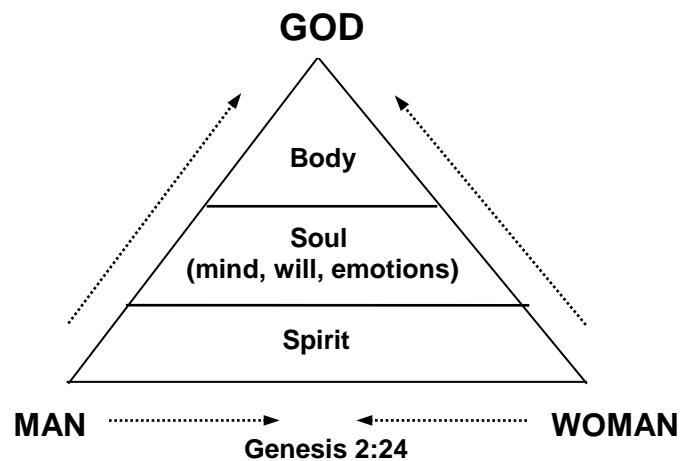 GOD
Body
Soul
(mind, will, emotions)
Spirit
MAN WOMAN
Genesis 2:24